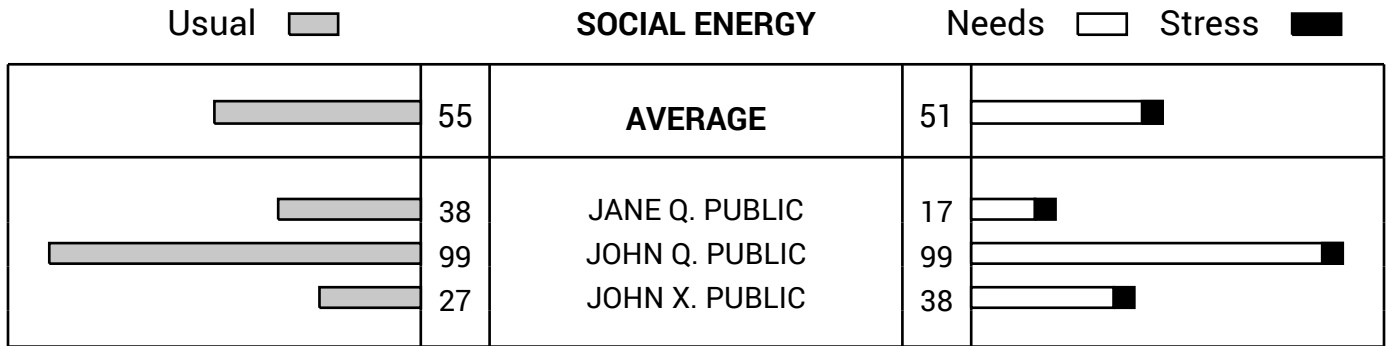 Usual SOCIAL ENERGY Needs Stress
55 AVERAGE 51
38 JANE Q. PUBLIC 17
99 JOHN Q. PUBLIC 99
27 JOHN X. PUBLIC 38